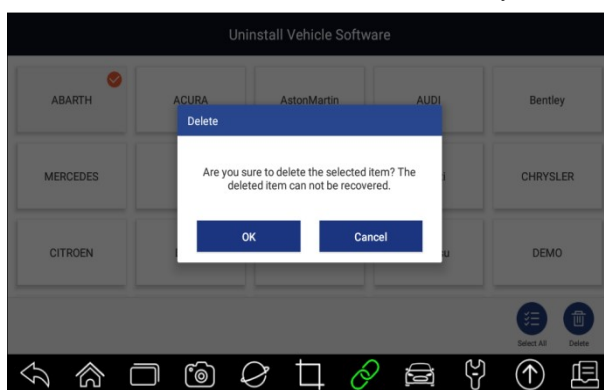 Uninstall Vehicle Software
ABARTH
ACURA
AstonMartin
AUDI
Bentley
Delete
Are you sure to delete the selected item? The
deleted item can not be recovered.
MERCEDES
CHRYSLER
OK
Cancel
CITROEN
DEMO
Select All
Delete